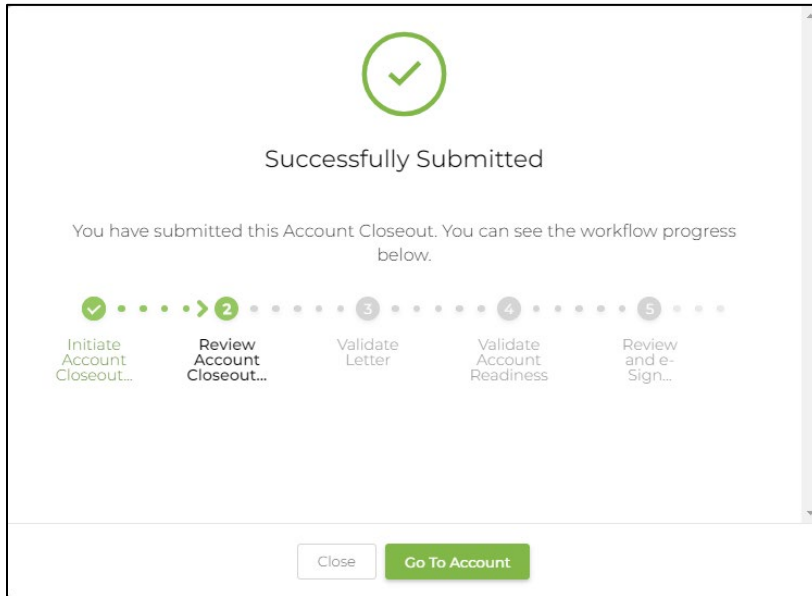 Successfully Submitted
You have submitted this Account Closeout. You can see the workflow progress
below.
2 3 4 5
Initiate
Account
Closeout...
Review
Account
Closeout...
Validate
Letter
Validate
Account
Readiness
Review
and e-
Sign...
Close
Go To Account